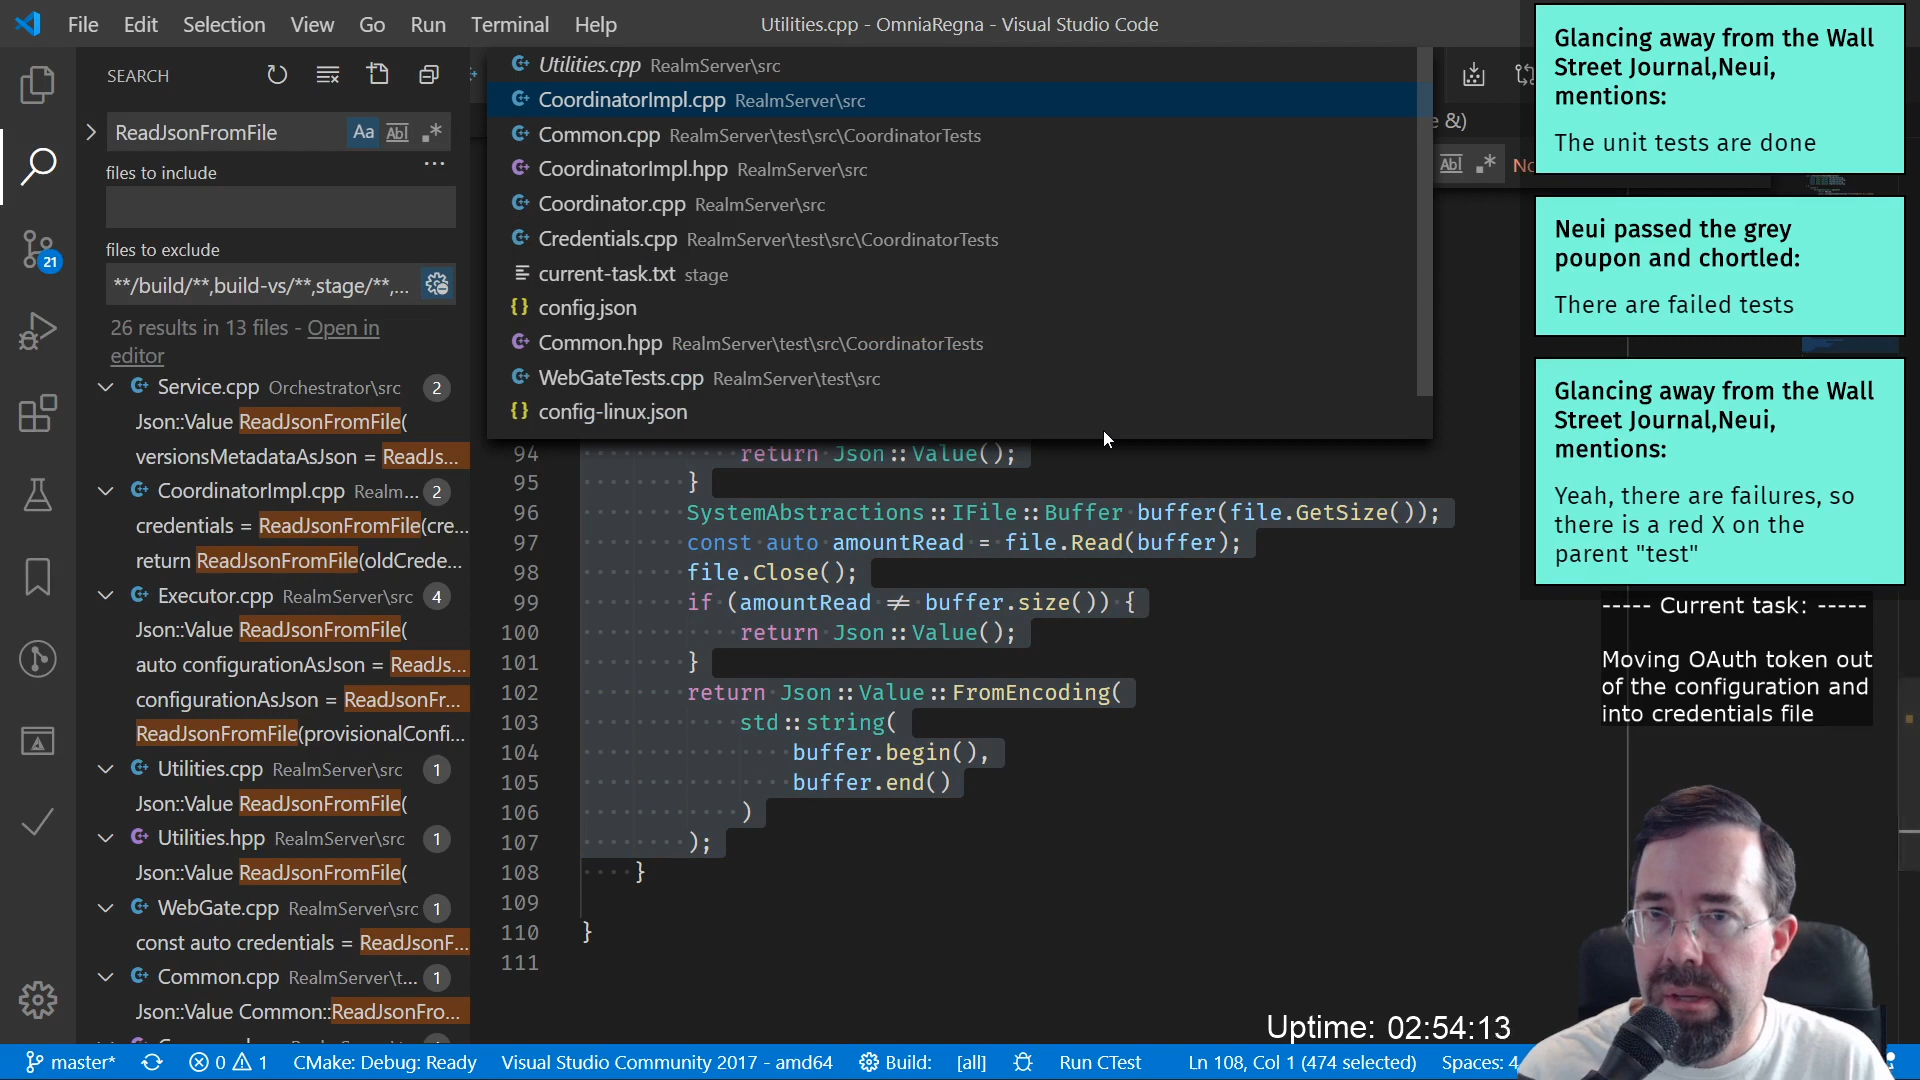 File Edit Selection View Go Run Terminal Help
Utilities.cpp - OmniaRegna - Visual Studio Code
SEARCH
ReadJsonFromFile
Aa Abl .*
files to include
files to exclude
**/build/**,build-vs/**,stage/**,...
26 results in 13 files - Open in
editor
Service.cpp Orchestrator\src 2
Json::Value ReadJsonFromFile(
versionsMetadataAsJson = ReadJs...
CoordinatorImpl.cpp Realm... 2
credentials = ReadJsonFromFile(cre...
return ReadJsonFromFile(oldCrede...
Executor.cpp RealmServer\src 4
Json::Value ReadJsonFromFile(
auto configurationAsJson = ReadJs...
configurationAsJson = ReadJsonFr...
ReadJsonFromFile(provisionalConfi...
Utilities.cpp RealmServer\src 1
Json::Value ReadJsonFromFile(
Utilities.hpp RealmServer\src 1
Json::Value ReadJsonFromFile(
WebGate.cpp RealmServer\src 1
const auto credentials = ReadJsonF...
Common.cpp RealmServer\t... 1
Json::Value Common::ReadJsonFro...
21
Utilities.cpp RealmServer\src
CoordinatorImpl.cpp RealmServer\src
Common.cpp RealmServer\test\src\CoordinatorTests
CoordinatorImpl.hpp RealmServer\src
Coordinator.cpp RealmServer\src
Credentials.cpp RealmServer\test\src\CoordinatorTests
current-task.txt stage
config.json
Common.hpp RealmServer\test\src\CoordinatorTests
WebGateTests.cpp RealmServer\test\src
config-linux.json
e &)
Abl .* No
94 return Json::Value();
95 }
96 SystemAbstractions::IFile::Buffer buffer(file.GetSize());
97 const auto amountRead = file.Read(buffer);
98 file.Close();
99 if (amountRead ≠ buffer.size()) {
100 return Json::Value();
101 }
102 return Json::Value::FromEncoding(
103 std::string(
104 buffer.begin(),
105 buffer.end()
106 )
107 );
108 }
109
110 }
111
Glancing away from the Wall
Street Journal,Neui,
mentions:
The unit tests are done
Neui passed the grey
poupon and chortled:
There are failed tests
Glancing away from the Wall
Street Journal,Neui,
mentions:
Yeah, there are failures, so
there is a red X on the
parent "test"
----- Current task: -----
Moving OAuth token out
of the configuration and
into credentials file
Uptime: 02:54:13
master* 0 1 CMake: Debug: Ready Visual Studio Community 2017 - amd64 Build: [all] Run CTest Ln 108, Col 1 (474 selected) Spaces: 4